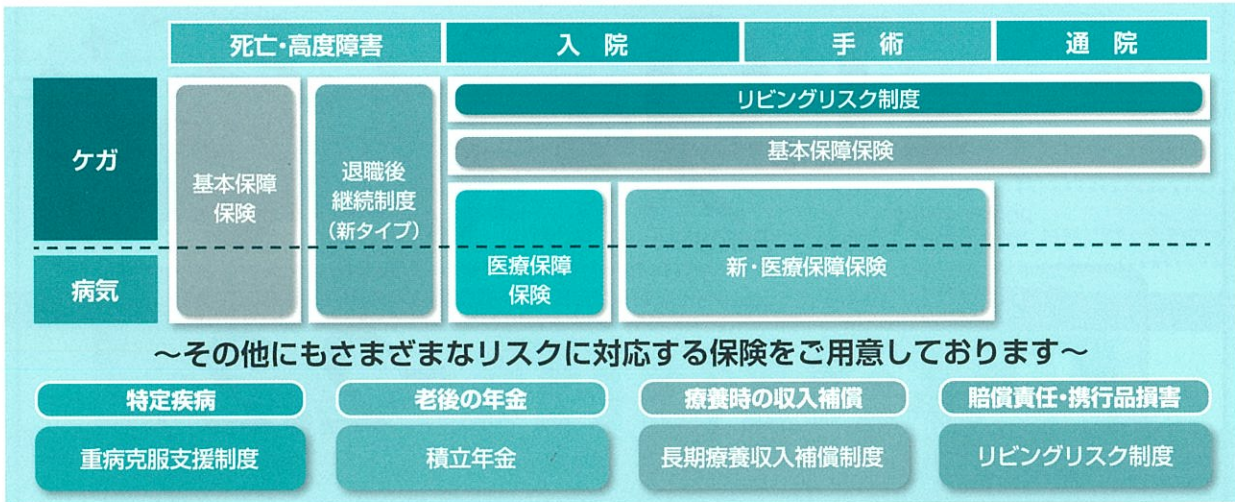 死亡・高度障害
入院
手術
通院
ケガ
病気
基本保障
保険
退職後
継続制度
（新タイプ）
リビングリスク制度
基本保障保険
医療保障
保険
新・医療保障保険
～その他にもさまざまなリスクに対応する保険をご用意しております～
特定疾病
老後の年金
療養時の収入補償
賠償責任・携行品損害
重病克服支援制度
積立年金
長期療養収入補償制度
リビングリスク制度